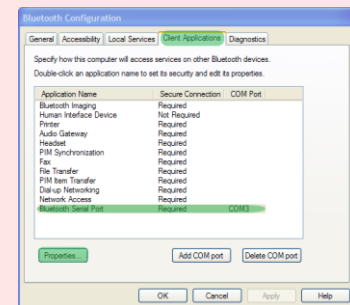 Bluetooth Configuration
General Accessibility Local Services Client Applications Diagnostics
Specify how this computer will access services on other Bluetooth devices.
Double-click an application name to set its security and edit its properties.
Application Name Secure Connection COM Port
Bluetooth Imaging Required
Human Interface Device Not Required
Printer Required
Audio Gateway Required
Headset Required
PIM Synchronization Required
Fax Required
File Transfer Required
PIM Item Transfer Required
Dial-up Networking Required
Network Access Required
Bluetooth Serial Port Required COM3
Properties... Add COM port Delete COM port
OK Cancel Apply Help